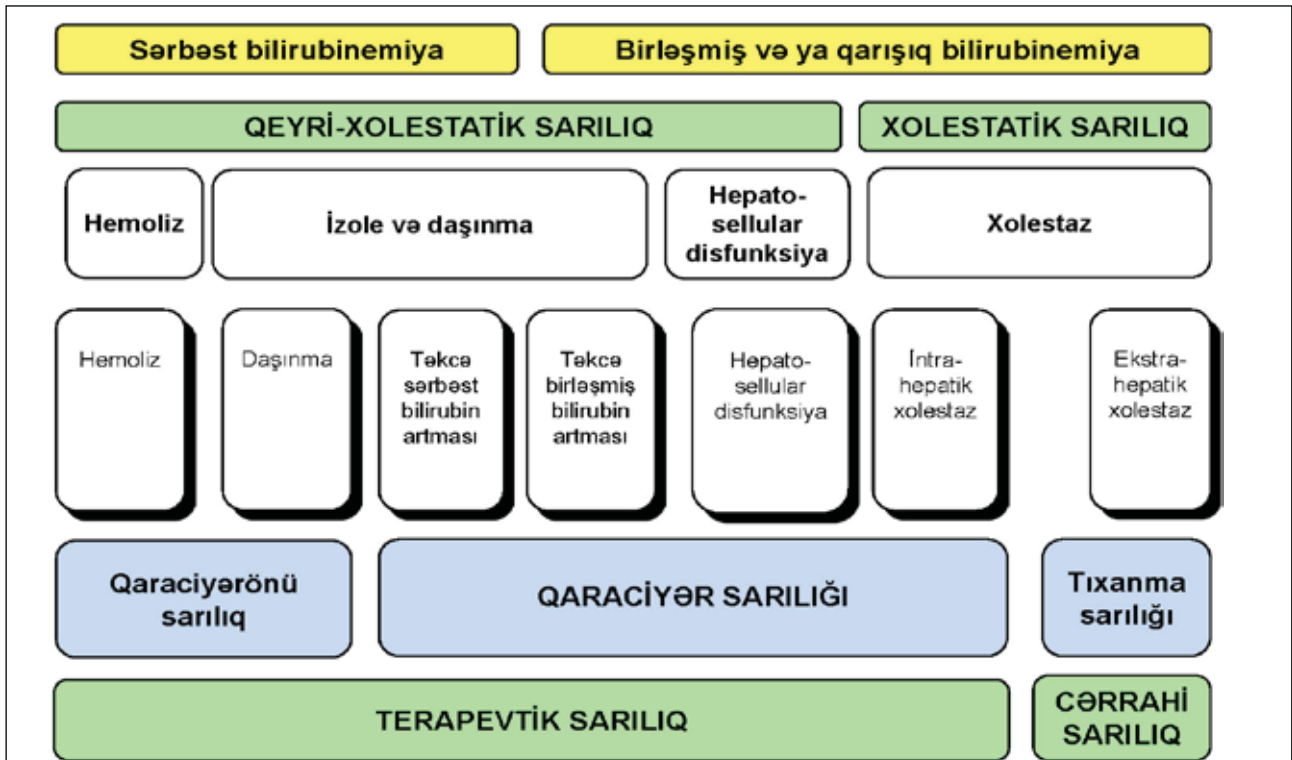 Sərbəst bilirubinemiya
Birləşmiş və ya qarışıq bilirubinemiya
QEYRİ-XOLESTATİK SARILIQ
XOLESTATİK SARILIQ
Hemoliz
İzole və daşınma
Hepato-
sellular
disfunksiya
Xolestaz
Hemoliz
Daşınma
Təkcə
sərbəst
bilirubin
artması
Təkcə
birləşmiş
bilirubin
artması
Hepato-
sellular
disfunksiya
İntra-
hepatik
xolestaz
Ekstra-
hepatik
xolestaz
Qaraciyərönü
sarılıq
QARACİYƏR SARILIĞI
Tıxanma
sarılığı
TERAPEVTİK SARILIQ
CƏRRAHİ
SARILIQ